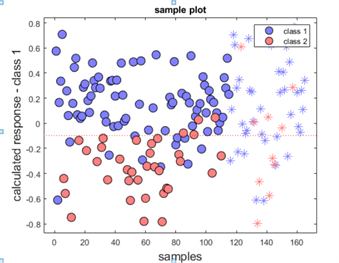 sample plot
class 1
class 2
calculated response - class 1
0.8
0.6
0.4
0.2
0
-0.2
-0.4
-0.6
-0.8
0 20 40 60 80 100 120 140 160
samples